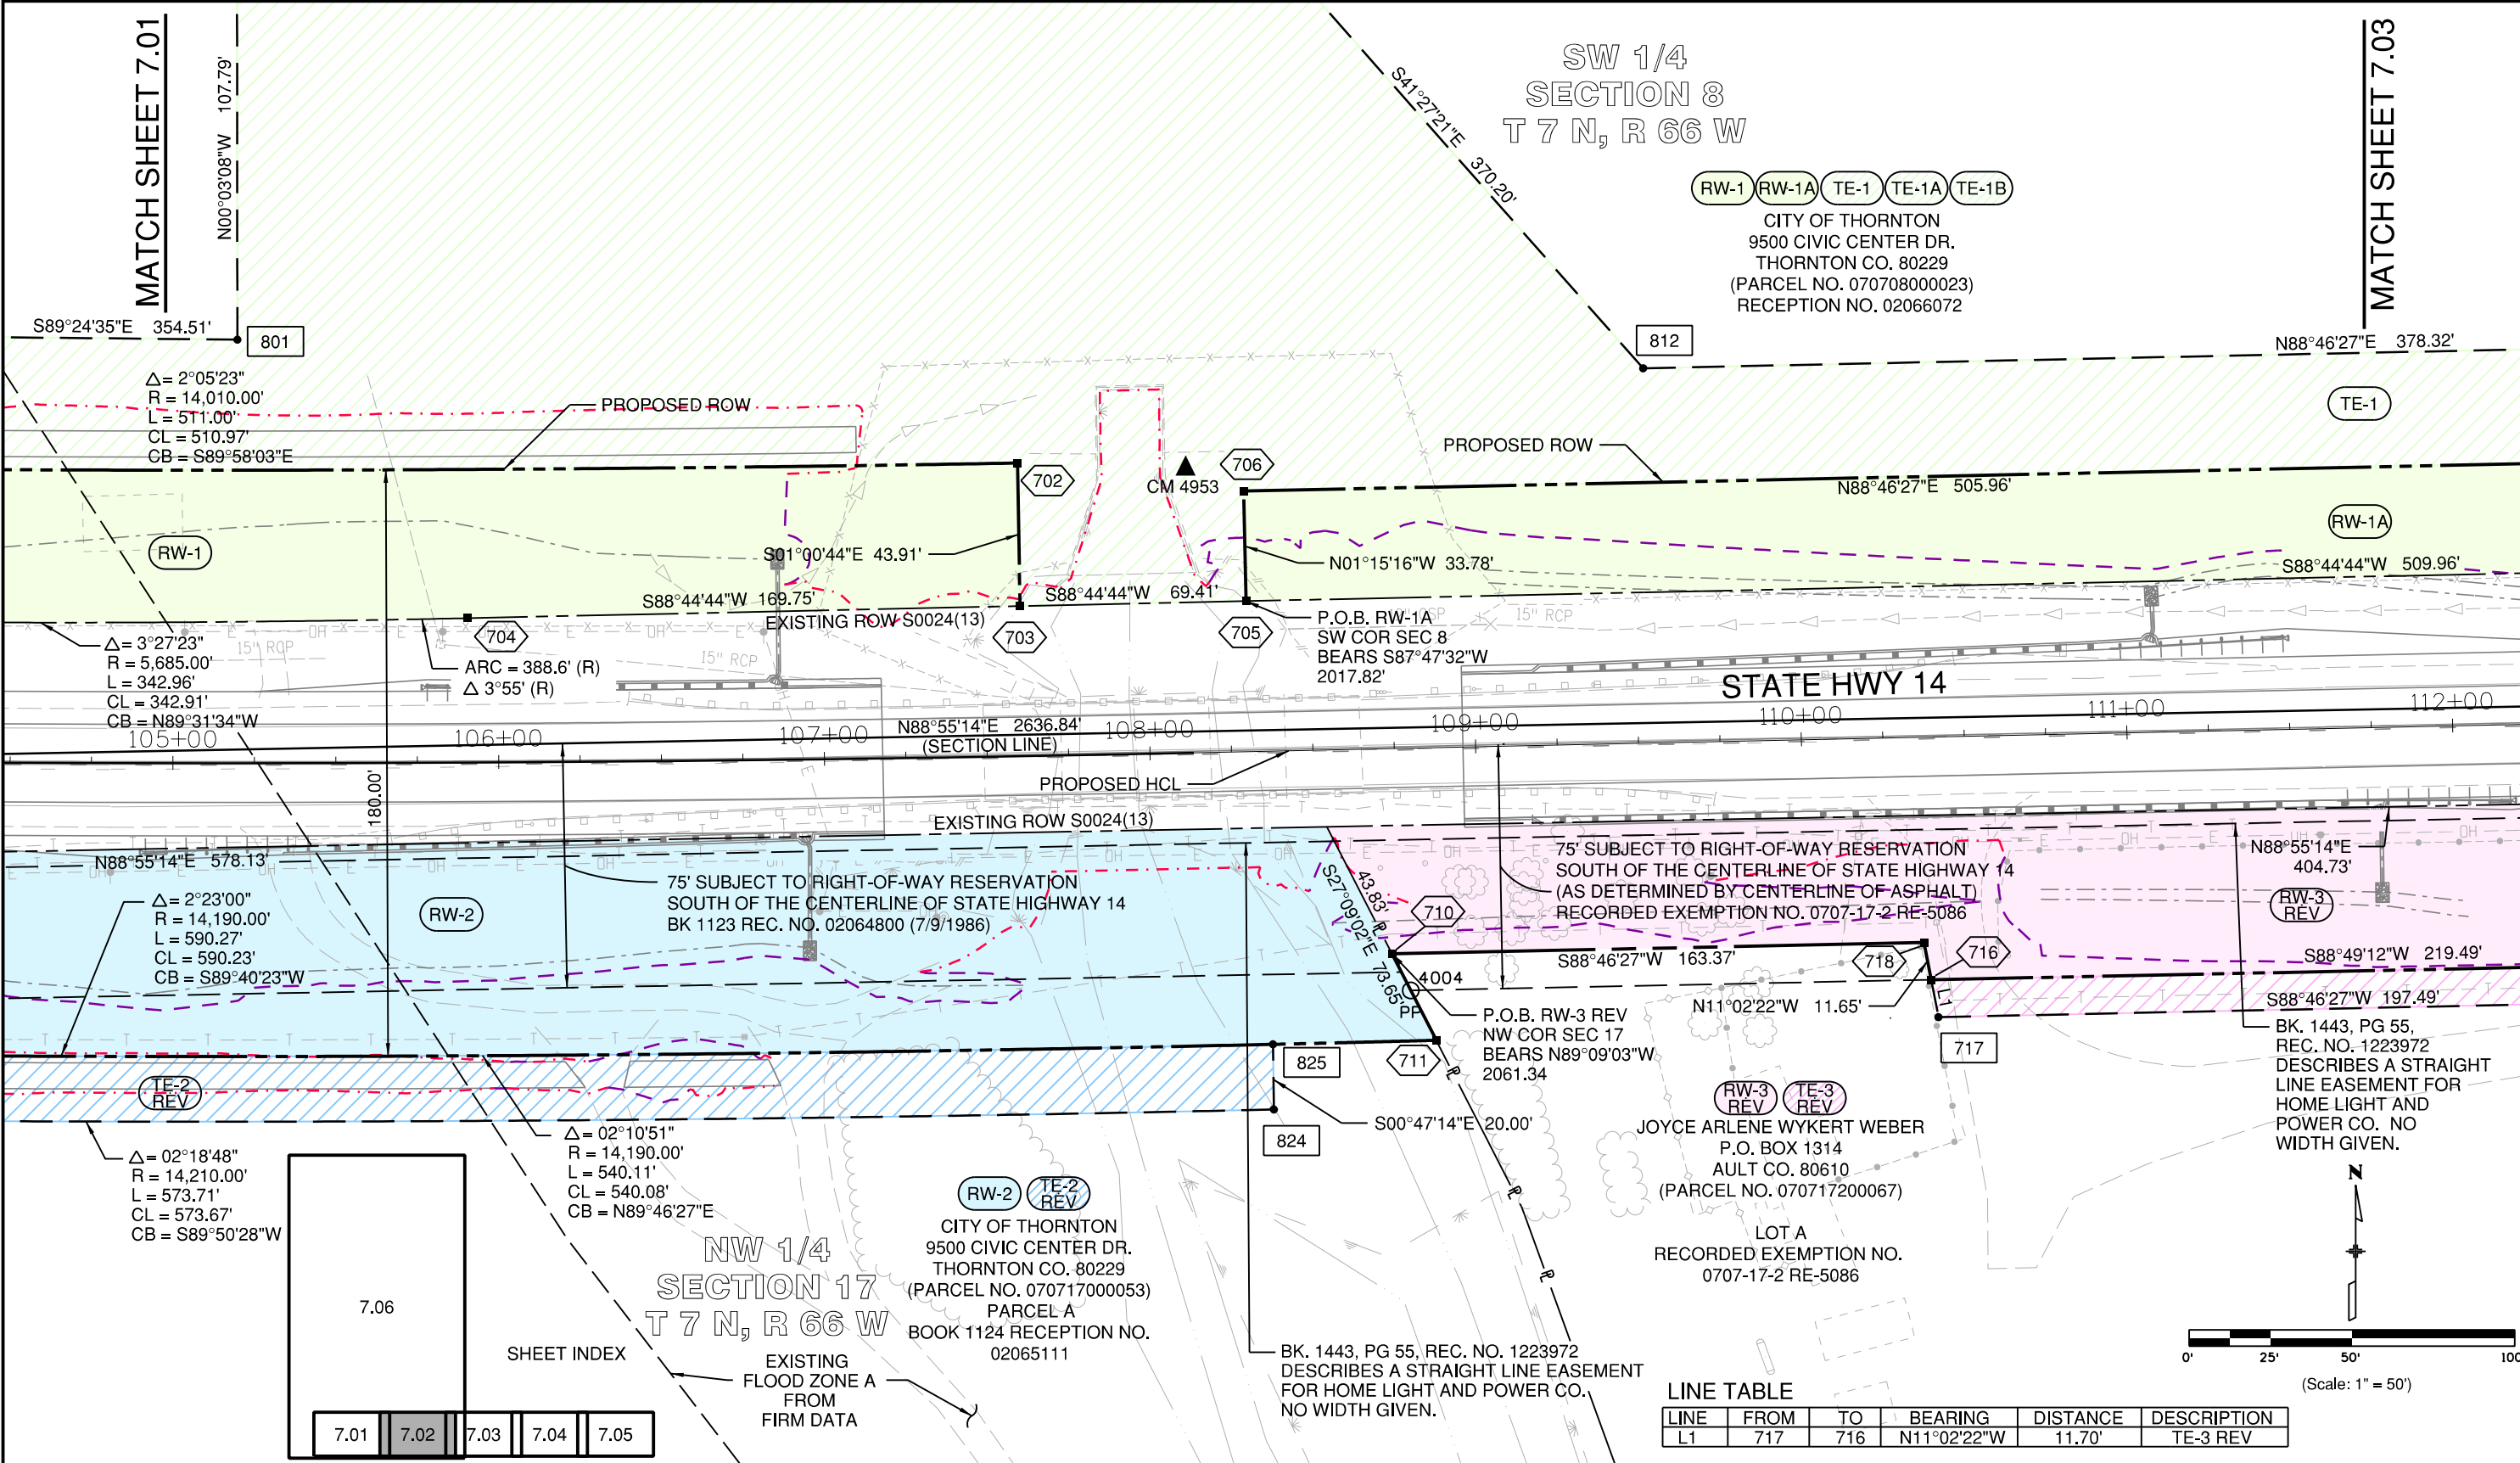 MATCH SHEET 7.01
N00°03'08"W 107.79'
S89°24'35"E 354.51'
801
Δ= 2°05'23"
R = 14,010.00'
L = 511.00'
CL = 510.97'
CB = S89°58'03"E
PROPOSED ROW
SW 1/4
SECTION 8
T 7 N, R 66 W
S41°27'21"E 370.20'
MATCH SHEET 7.03
RW-1
RW-1A
TE-1
TE-1A
TE-1B
CITY OF THORNTON
9500 CIVIC CENTER DR.
THORNTON CO. 80229
(PARCEL NO. 070708000023)
RECEPTION NO. 02066072
812
N88°46'27"E 378.32'
TE-1
PROPOSED ROW
702
CM 4953
706
N88°46'27"E 505.96'
RW-1
S01°00'44"E 43.91'
N01°15'16"W 33.78'
RW-1A
S88°44'44"W 509.96'
S88°44'44"W 169.75'
S88°44'44"W 69.41'
EXISTING ROW S0024(13)
704
703
705
P.O.B. RW-1A
SW COR SEC 8
BEARS S87°47'32"W
2017.82'
15" RCP
15" RCP
15" RCP
Δ= 3°27'23"
R = 5,685.00'
L = 342.96'
CL = 342.91'
CB = N89°31'34"W
ARC = 388.6' (R)
Δ 3°55' (R)
STATE HWY 14
105+00
106+00
107+00
108+00
109+00
110+00
111+00
112+00
N88°55'14"E 2636.84'
(SECTION LINE)
PROPOSED HCL
180.00'
EXISTING ROW S0024(13)
N88°55'14"E 578.13'
75' SUBJECT TO RIGHT-OF-WAY RESERVATION
SOUTH OF THE CENTERLINE OF STATE HIGHWAY 14
BK 1123 REC. NO. 02064800 (7/9/1986)
75' SUBJECT TO RIGHT-OF-WAY RESERVATION
SOUTH OF THE CENTERLINE OF STATE HIGHWAY 14
(AS DETERMINED BY CENTERLINE OF ASPHALT)
RECORDED EXEMPTION NO. 0707-17-2 RE-5086
N88°55'14"E
404.73'
RW-3
REV
Δ= 2°23'00"
R = 14,190.00'
L = 590.27'
CL = 590.23'
CB = S89°40'23"W
RW-2
43.83'
S27°09'02"E 73.65'
710
4004
PP
S88°46'27"W 163.37'
718
716
S88°49'12"W 219.49'
S88°46'27"W 197.49'
N11°02'22"W 11.65'
L1
717
P.O.B. RW-3 REV
NW COR SEC 17
BEARS N89°09'03"W
2061.34
711
825
824
S00°47'14"E 20.00'
TE-2
REV
Δ= 02°18'48"
R = 14,210.00'
L = 573.71'
CL = 573.67'
CB = S89°50'28"W
Δ= 02°10'51"
R = 14,190.00'
L = 540.11'
CL = 540.08'
CB = N89°46'27"E
RW-3
REV
TE-3
REV
JOYCE ARLENE WYKERT WEBER
P.O. BOX 1314
AULT CO. 80610
(PARCEL NO. 070717200067)
LOT A
RECORDED EXEMPTION NO.
0707-17-2 RE-5086
BK. 1443, PG 55,
REC. NO. 1223972
DESCRIBES A STRAIGHT
LINE EASEMENT FOR
HOME LIGHT AND
POWER CO. NO
WIDTH GIVEN.
RW-2
TE-2
REV
CITY OF THORNTON
9500 CIVIC CENTER DR.
THORNTON CO. 80229
(PARCEL NO. 070717000053)
PARCEL A
BOOK 1124 RECEPTION NO.
02065111
NW 1/4
SECTION 17
T 7 N, R 66 W
EXISTING
FLOOD ZONE A
FROM
FIRM DATA
SHEET INDEX
7.06
7.01
7.02
7.03
7.04
7.05
BK. 1443, PG 55, REC. NO. 1223972
DESCRIBES A STRAIGHT LINE EASEMENT
FOR HOME LIGHT AND POWER CO.
NO WIDTH GIVEN.
N
0' 25' 50' 100
(Scale: 1" = 50')
LINE TABLE
LINE FROM TO BEARING DISTANCE DESCRIPTION
L1 717 716 N11°02'22"W 11.70' TE-3 REV